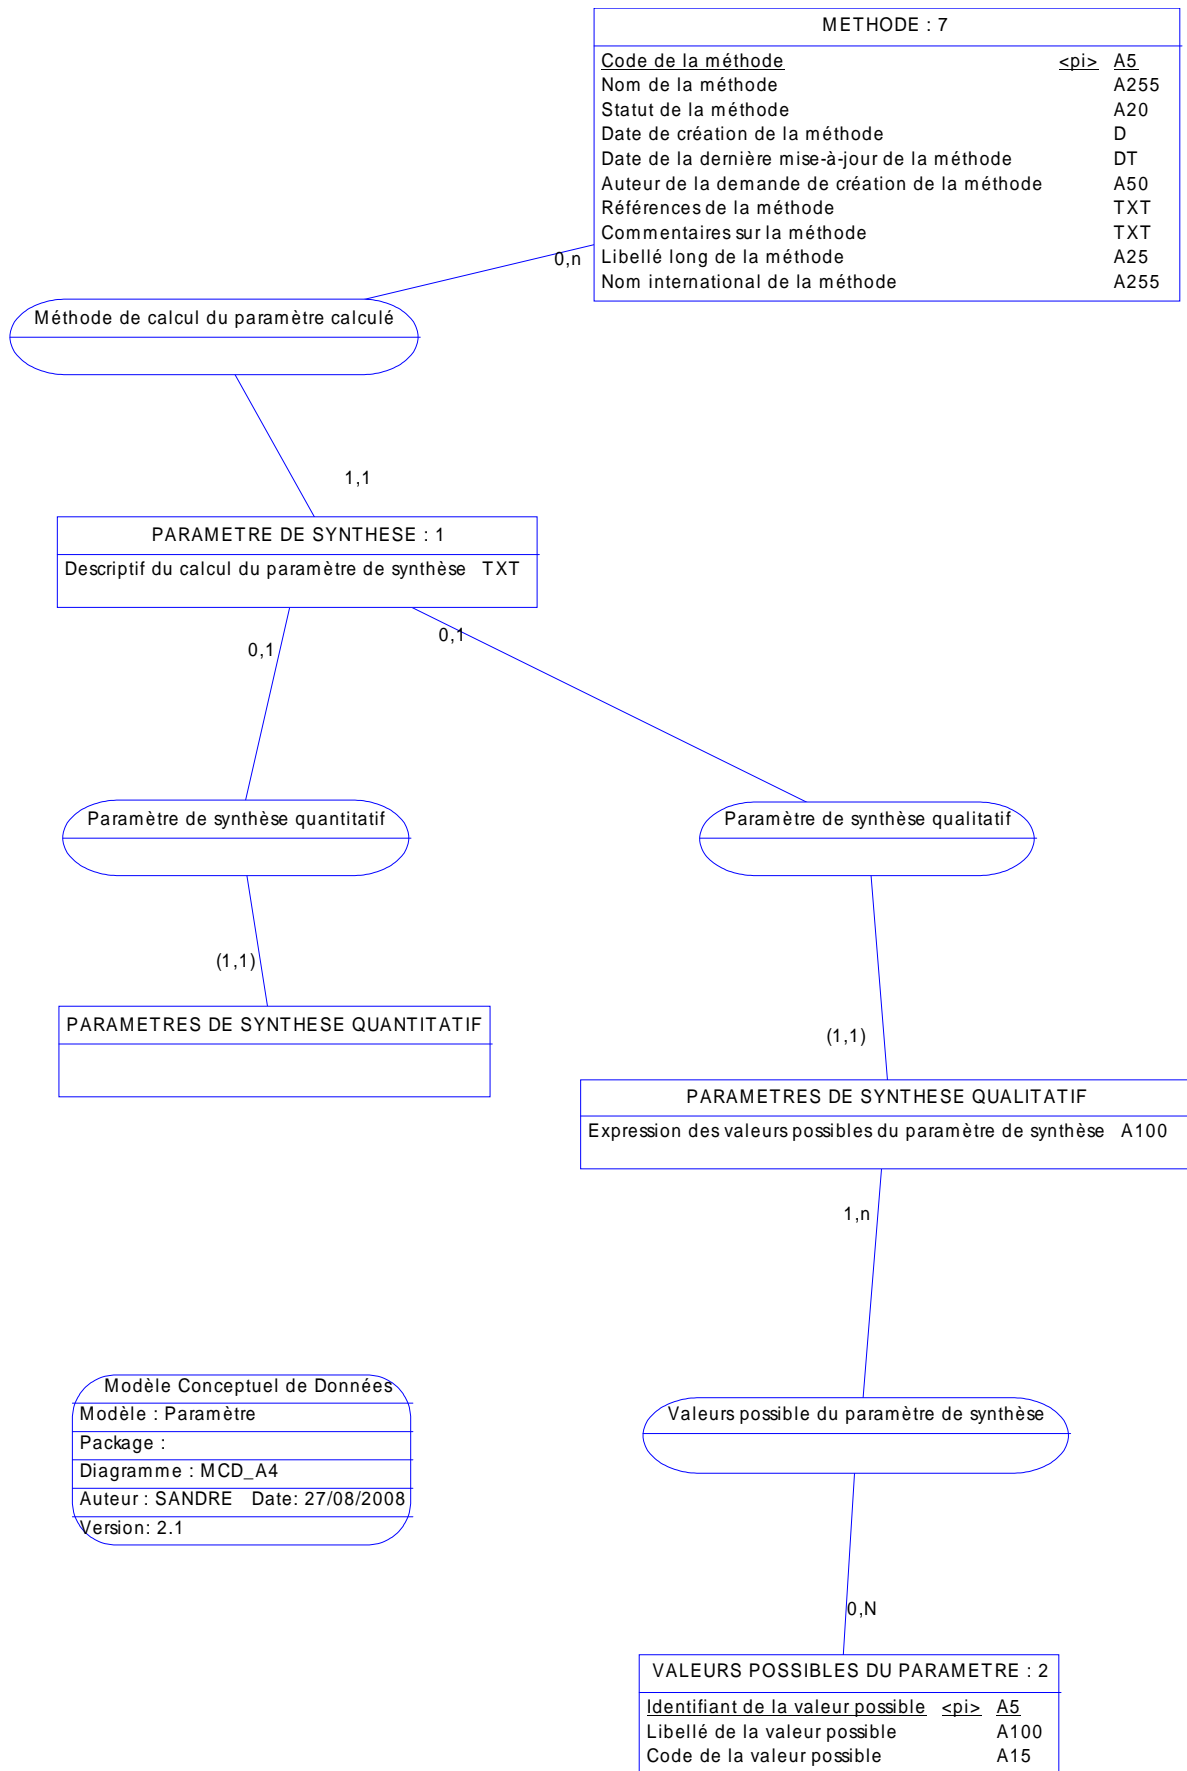 METHODE : 7
Code de la méthode <pi> A5
Nom de la méthode A255
Statut de la méthode A20
Date de création de la méthode D
Date de la dernière mise-à-jour de la méthode DT
Auteur de la demande de création de la méthode A50
Références de la méthode TXT
Commentaires sur la méthode TXT
Libellé long de la méthode A25
Nom international de la méthode A255
0,n
Méthode de calcul du paramètre calculé
1,1
PARAMETRE DE SYNTHESE : 1
Descriptif du calcul du paramètre de synthèse TXT
0,1
0,1
Paramètre de synthèse quantitatif
Paramètre de synthèse qualitatif
(1,1)
PARAMETRES DE SYNTHESE QUANTITATIF
(1,1)
PARAMETRES DE SYNTHESE QUALITATIF
Expression des valeurs possibles du paramètre de synthèse A100
1,n
Modèle Conceptuel de Données
Modèle : Paramètre
Package :
Diagramme : MCD_A4
Auteur : SANDRE Date: 27/08/2008
Version: 2.1
Valeurs possible du paramètre de synthèse
0,N
VALEURS POSSIBLES DU PARAMETRE : 2
Identifiant de la valeur possible <pi> A5
Libellé de la valeur possible A100
Code de la valeur possible A15